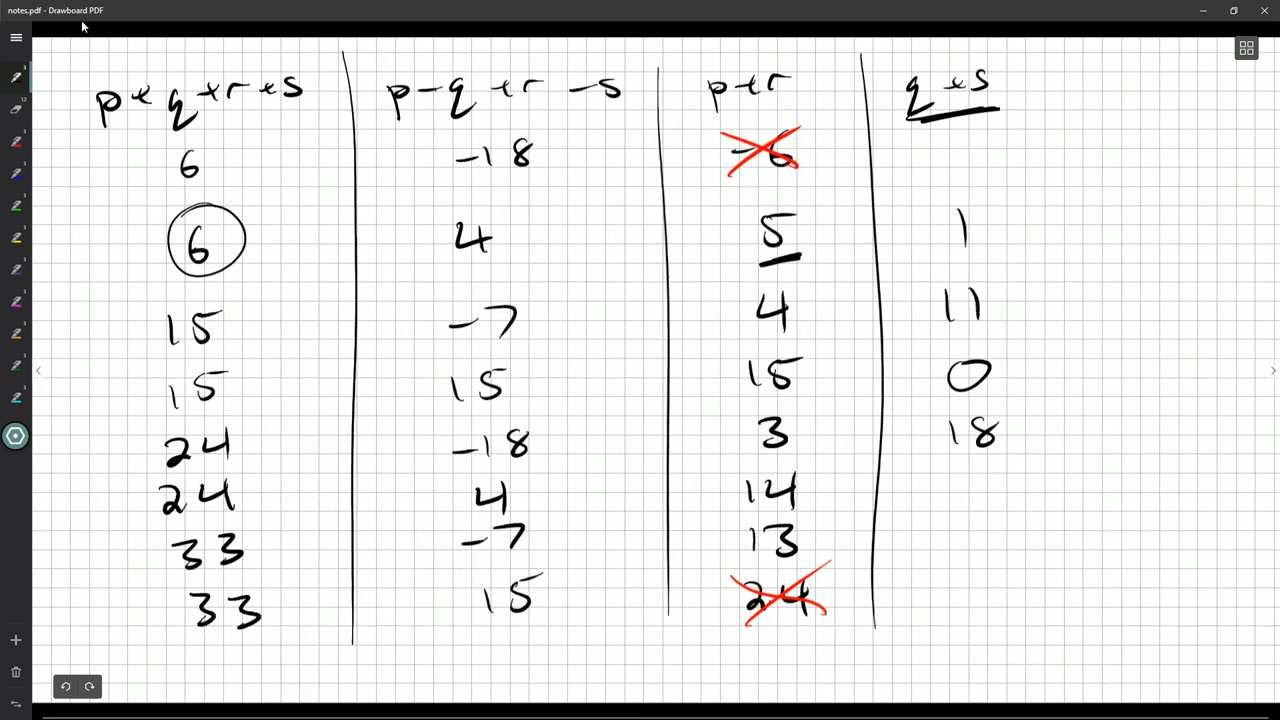 notes.pdf - Drawboard PDF
p+q+r+s p-q+r-s p+r q+s
6 -18 -6
6 4 5 1
15 -7 4 11
15 15 15 0
24 -18 3 18
24 4 14
33 -7 13
33 15 24